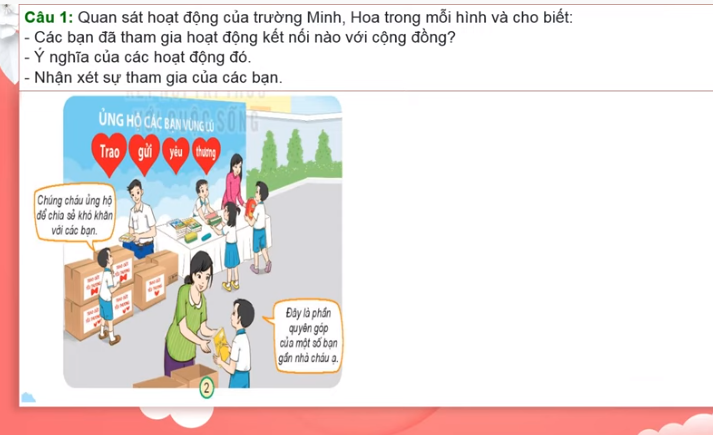 Câu 1: Quan sát hoạt động của trường Minh, Hoa trong mỗi hình và cho biết:
- Các bạn đã tham gia hoạt động kết nối nào với cộng đồng?
- Ý nghĩa của các hoạt động đó.
- Nhận xét sự tham gia của các bạn.
ỦNG HỘ CÁC BẠN VÙNG LŨ
Trao gửi yêu thương
Chúng cháu ủng hộ
để chia sẻ khó khăn
với các bạn.
Đây là phần
quyên góp
của một số bạn
gần nhà cháu ạ.
2